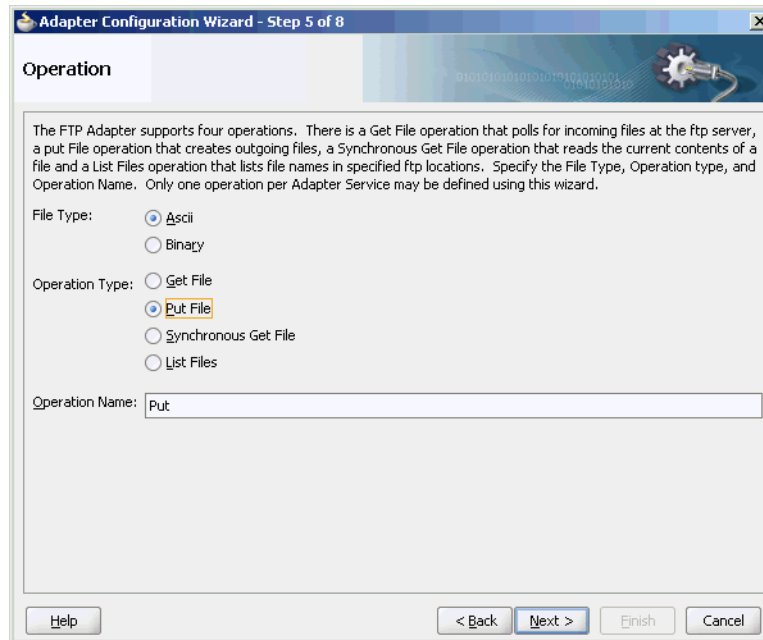 Adapter Configuration Wizard - Step 5 of 8
Operation
The FTP Adapter supports four operations. There is a Get File operation that polls for incoming files at the ftp server,
a put File operation that creates outgoing files, a Synchronous Get File operation that reads the current contents of a
file and a List Files operation that lists file names in specified ftp locations. Specify the File Type, Operation type, and
Operation Name. Only one operation per Adapter Service may be defined using this wizard.
File Type: Ascii
Binary
Operation Type: Get File
Put File
Synchronous Get File
List Files
Operation Name: Put
Help < Back Next > Finish Cancel